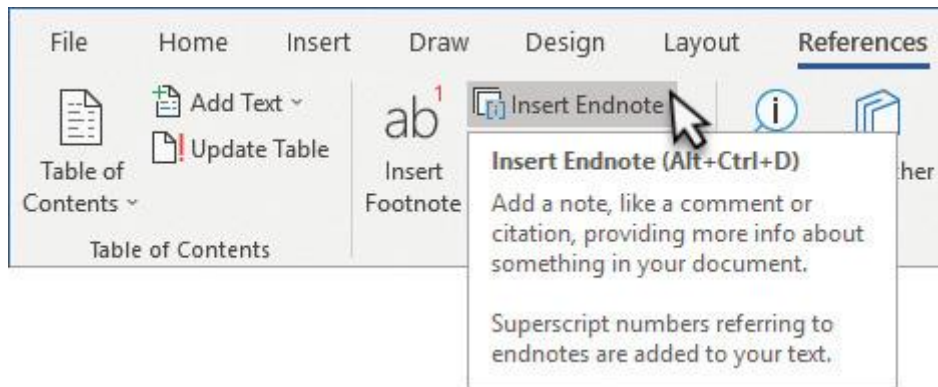 File Home Insert Draw Design Layout References
Table of
Contents
Add Text
Update Table
Table of Contents
ab1
Insert
Footnote
Insert Endnote
her
Insert Endnote (Alt+Ctrl+D)
Add a note, like a comment or
citation, providing more info about
something in your document.
Superscript numbers referring to
endnotes are added to your text.